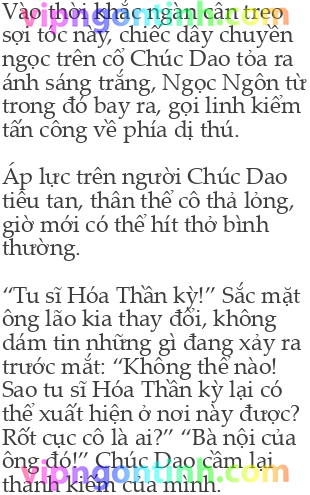 Vào thời khắc ngàn cân treo
sợi tóc này, chiếc dây chuyền
ngọc trên cổ Chúc Dao tỏa ra
ánh sáng trắng, Ngọc Ngôn từ
trong đó bay ra, gọi linh kiếm
tấn công về phía dị thú.
Áp lực trên người Chúc Dao
tiêu tan, thân thể cô thả lỏng,
giờ mới có thể hít thở bình
thường.
“Tu sĩ Hóa Thần kỳ!” Sắc mặt
ông lão kia thay đổi, không
dám tin những gì đang xảy ra
trước mắt: “Không thể nào!
Sao tu sĩ Hóa Thần kỳ lại có
thể xuất hiện ở nơi này được?
Rốt cục cô là ai?” “Bà nội của
ông đó!” Chúc Dao cầm lại
thanh kiếm của mình.
vipngontinh.com
vipngontinh.com